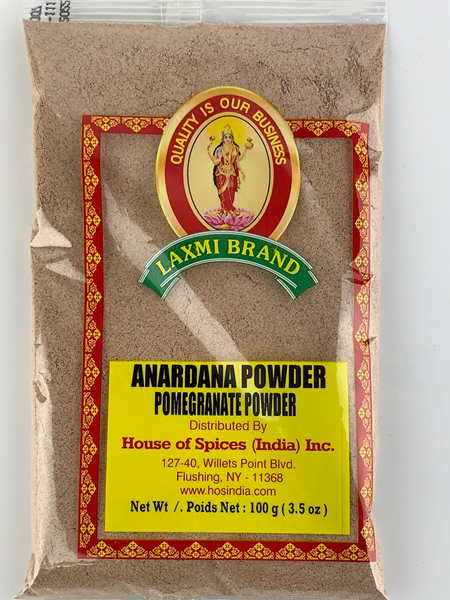 QUALITY IS OUR BUSINESS
LAXMI BRAND
ANARDANA POWDER
POMEGRANATE POWDER
Distributed By
House of Spices (India) Inc.
127-40, Willets Point Blvd.
Flushing, NY - 11368
www.hosindia.com
Net Wt /. Poids Net : 100 g ( 3.5 oz )